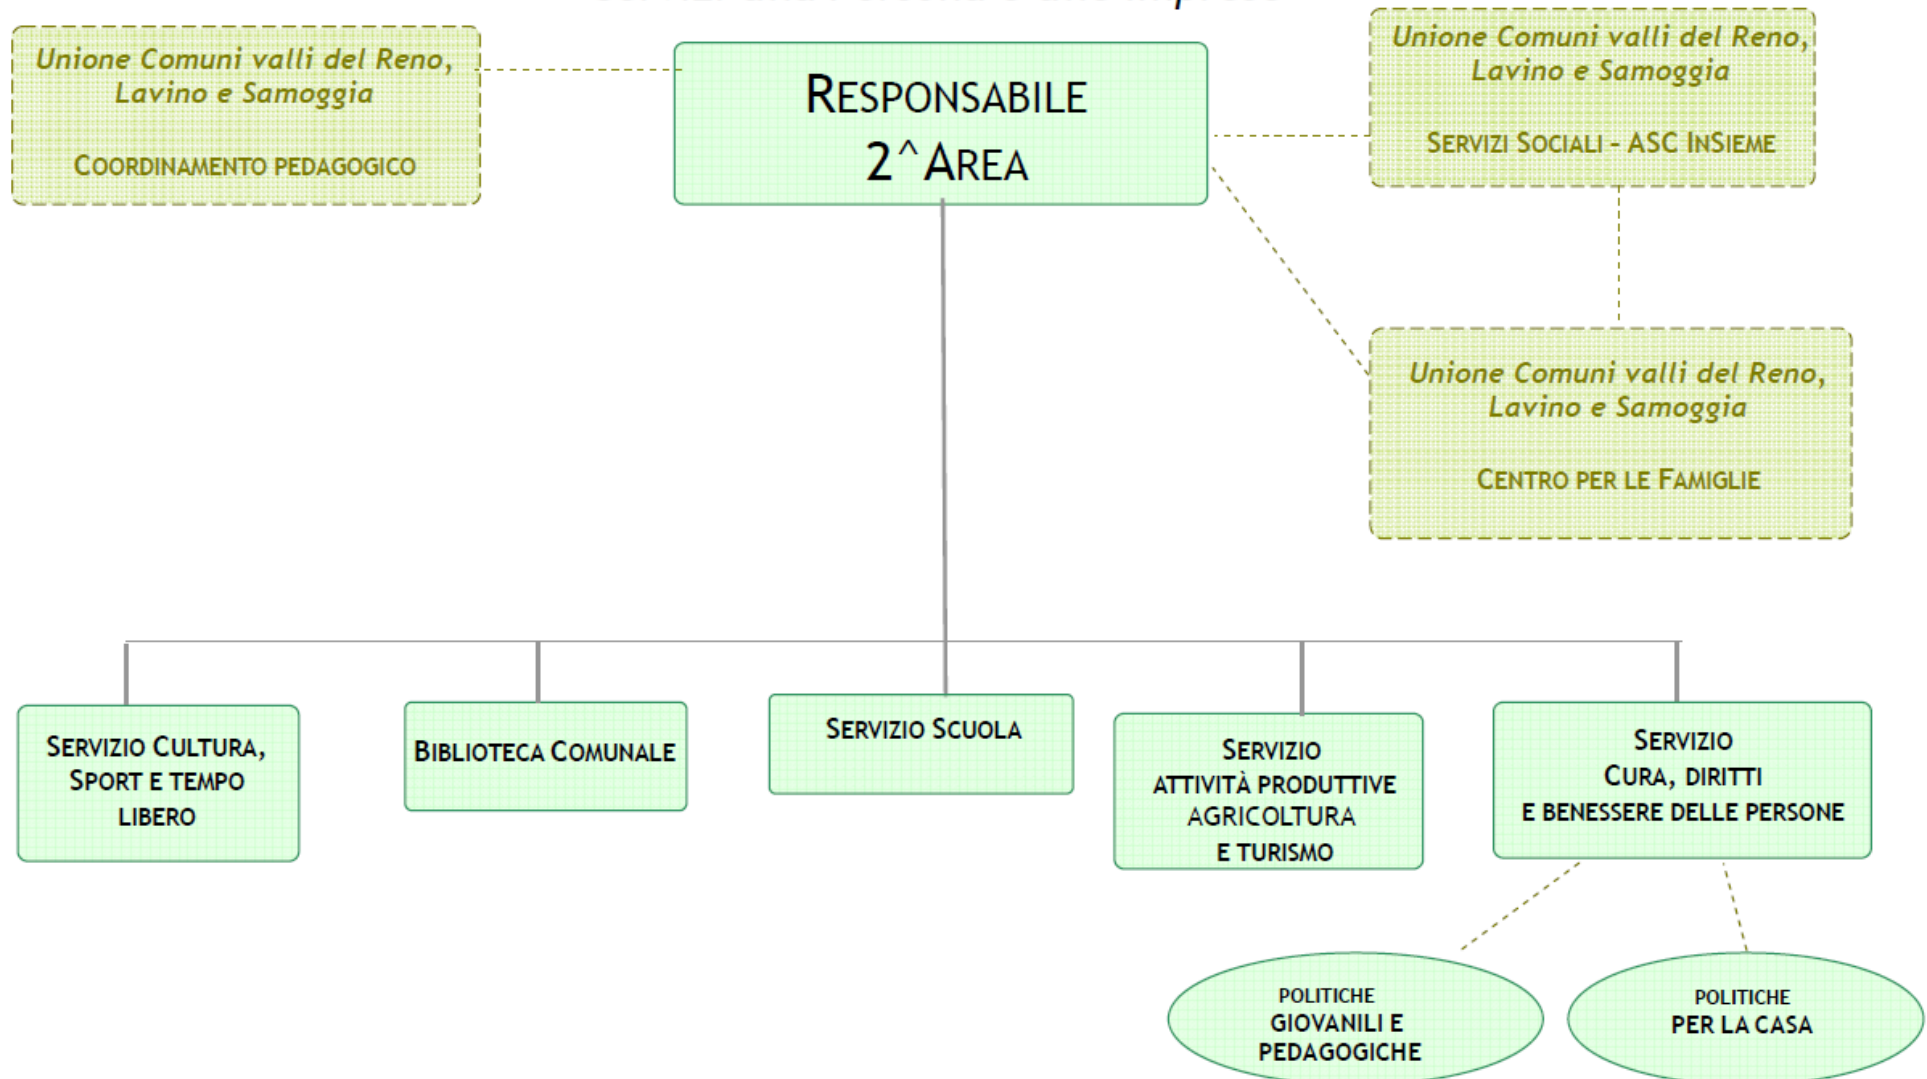 Unione Comuni valli del Reno,
Lavino e Samoggia
COORDINAMENTO PEDAGOGICO
RESPONSABILE
2^AREA
Unione Comuni valli del Reno,
Lavino e Samoggia
SERVIZI SOCIALI - ASC INSIEME
Unione Comuni valli del Reno,
Lavino e Samoggia
CENTRO PER LE FAMIGLIE
SERVIZIO CULTURA,
SPORT E TEMPO
LIBERO
BIBLIOTECA COMUNALE
SERVIZIO SCUOLA
SERVIZIO
ATTIVITÀ PRODUTTIVE
AGRICOLTURA
E TURISMO
SERVIZIO
CURA, DIRITTI
E BENESSERE DELLE PERSONE
POLITICHE
GIOVANILI E
PEDAGOGICHE
POLITICHE
PER LA CASA